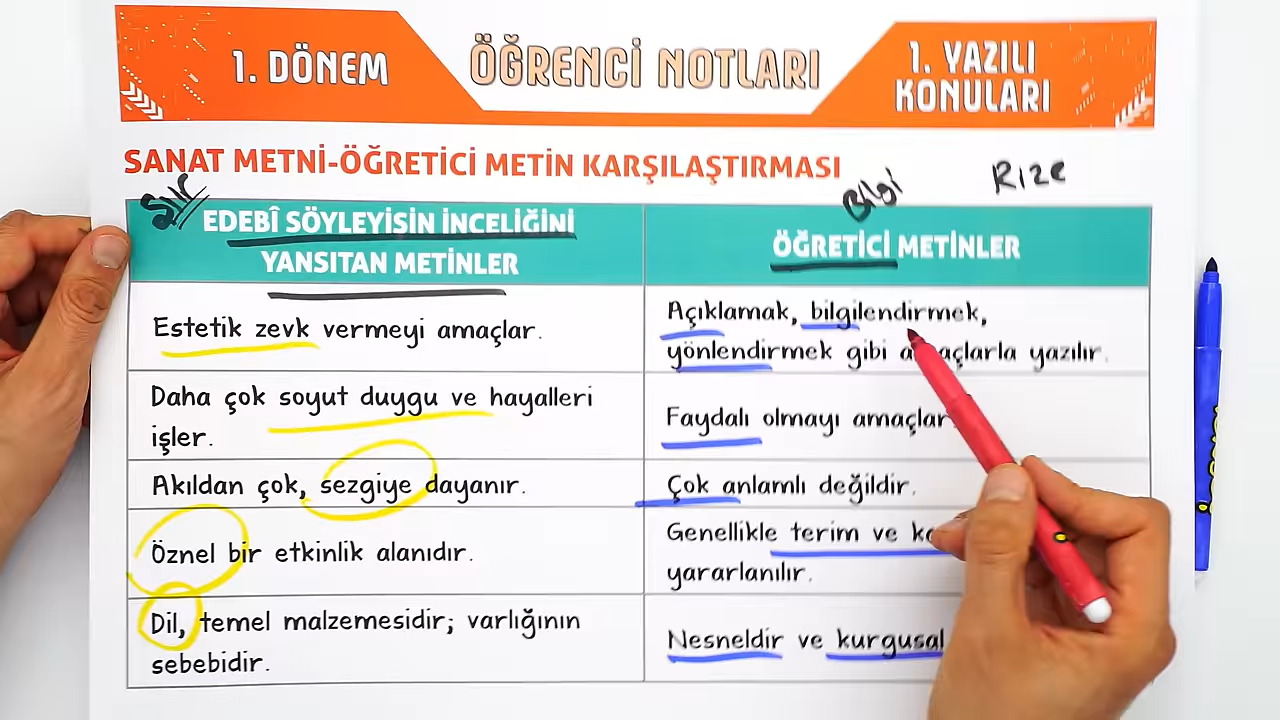 1. DÖNEM
ÖĞRENCİ NOTLARI
1. YAZILI
KONULARI
SANAT METNİ-ÖĞRETİCİ METİN KARŞILAŞTIRMASI
Bilgi
Rize
EDEBÎ SÖYLEYİSİN İNCELİĞİNİ
YANSITAN METİNLER
ÖĞRETİCİ METİNLER
Estetik zevk vermeyi amaçlar.
Açıklamak, bilgilendirmek,
yönlendirmek gibi amaçlarla yazılır.
Daha çok soyut duygu ve hayalleri
işler.
Faydalı olmayı amaçlar
Akıldan çok, sezgiye dayanır.
Çok anlamlı değildir.
Öznel bir etkinlik alanıdır.
Genellikle terim ve
yararlanılır.
Dil, temel malzemesidir; varlığının
sebebidir.
Nesneldir ve kurgusal